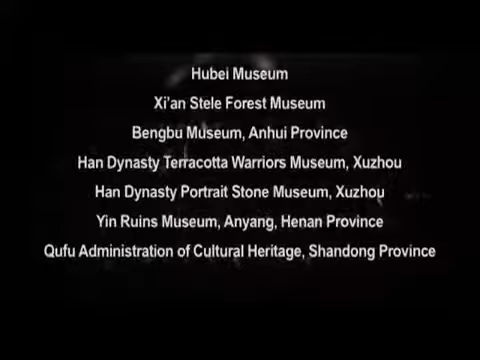 Hubei Museum
Xi'an Stele Forest Museum
Bengbu Museum, Anhui Province
Han Dynasty Terracotta Warriors Museum, Xuzhou
Han Dynasty Portrait Stone Museum, Xuzhou
Yin Ruins Museum, Anyang, Henan Province
Qufu Administration of Cultural Heritage, Shandong Province